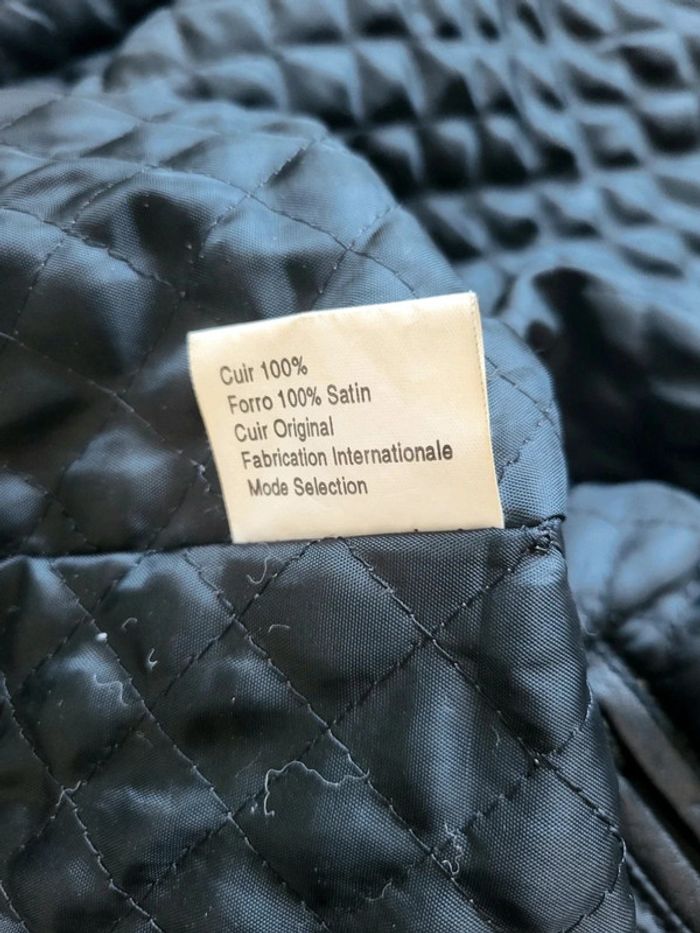 Cuir 100%
Forro 100% Satin
Cuir Original
Fabrication Internationale
Mode Selection